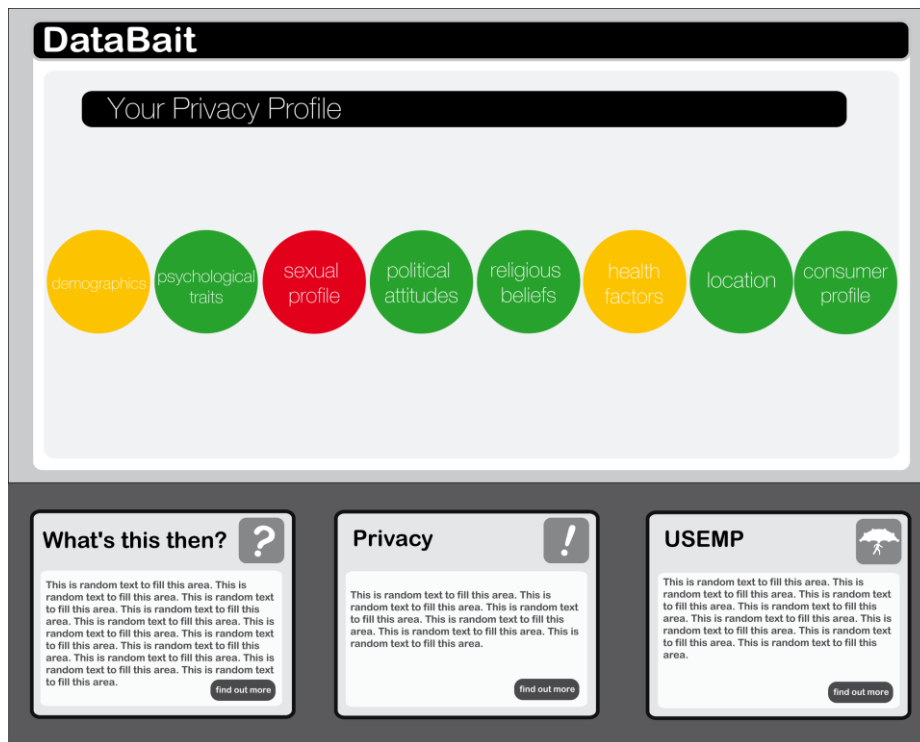 DataBait
Your Privacy Profile
demographics
psychological
traits
sexual
profile
political
attitudes
religious
beliefs
health
factors
location
consumer
profile
What's this then?
?
This is random text to fill this area. This is
random text to fill this area. This is random text
to fill this area. This is random text to fill this
area. This is random text to fill this area. This is
random text to fill this area. This is random text
to fill this area. This is random text to fill this
area. This is random text to fill this area. This is
random text to fill this area. This is random text
to fill this area.
find out more
Privacy
!
This is random text to fill this area. This is
random text to fill this area. This is random text
to fill this area. This is random text to fill this
area. This is random text to fill this area. This is
random text to fill this area.
find out more
USEMP
This is random text to fill this area. This is
random text to fill this area. This is random text
to fill this area. This is random text to fill this
area. This is random text to fill this area. This is
random text to fill this area. This is random text
to fill this area. This is random text to fill this
area.
find out more